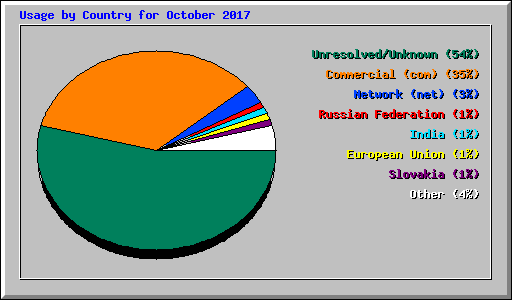 Usage by Country for October 2017
Unresolved/Unknown (54%)
Commercial (com) (35%)
Network (net) (3%)
Russian Federation (1%)
India (1%)
European Union (1%)
Slovakia (1%)
Other (4%)